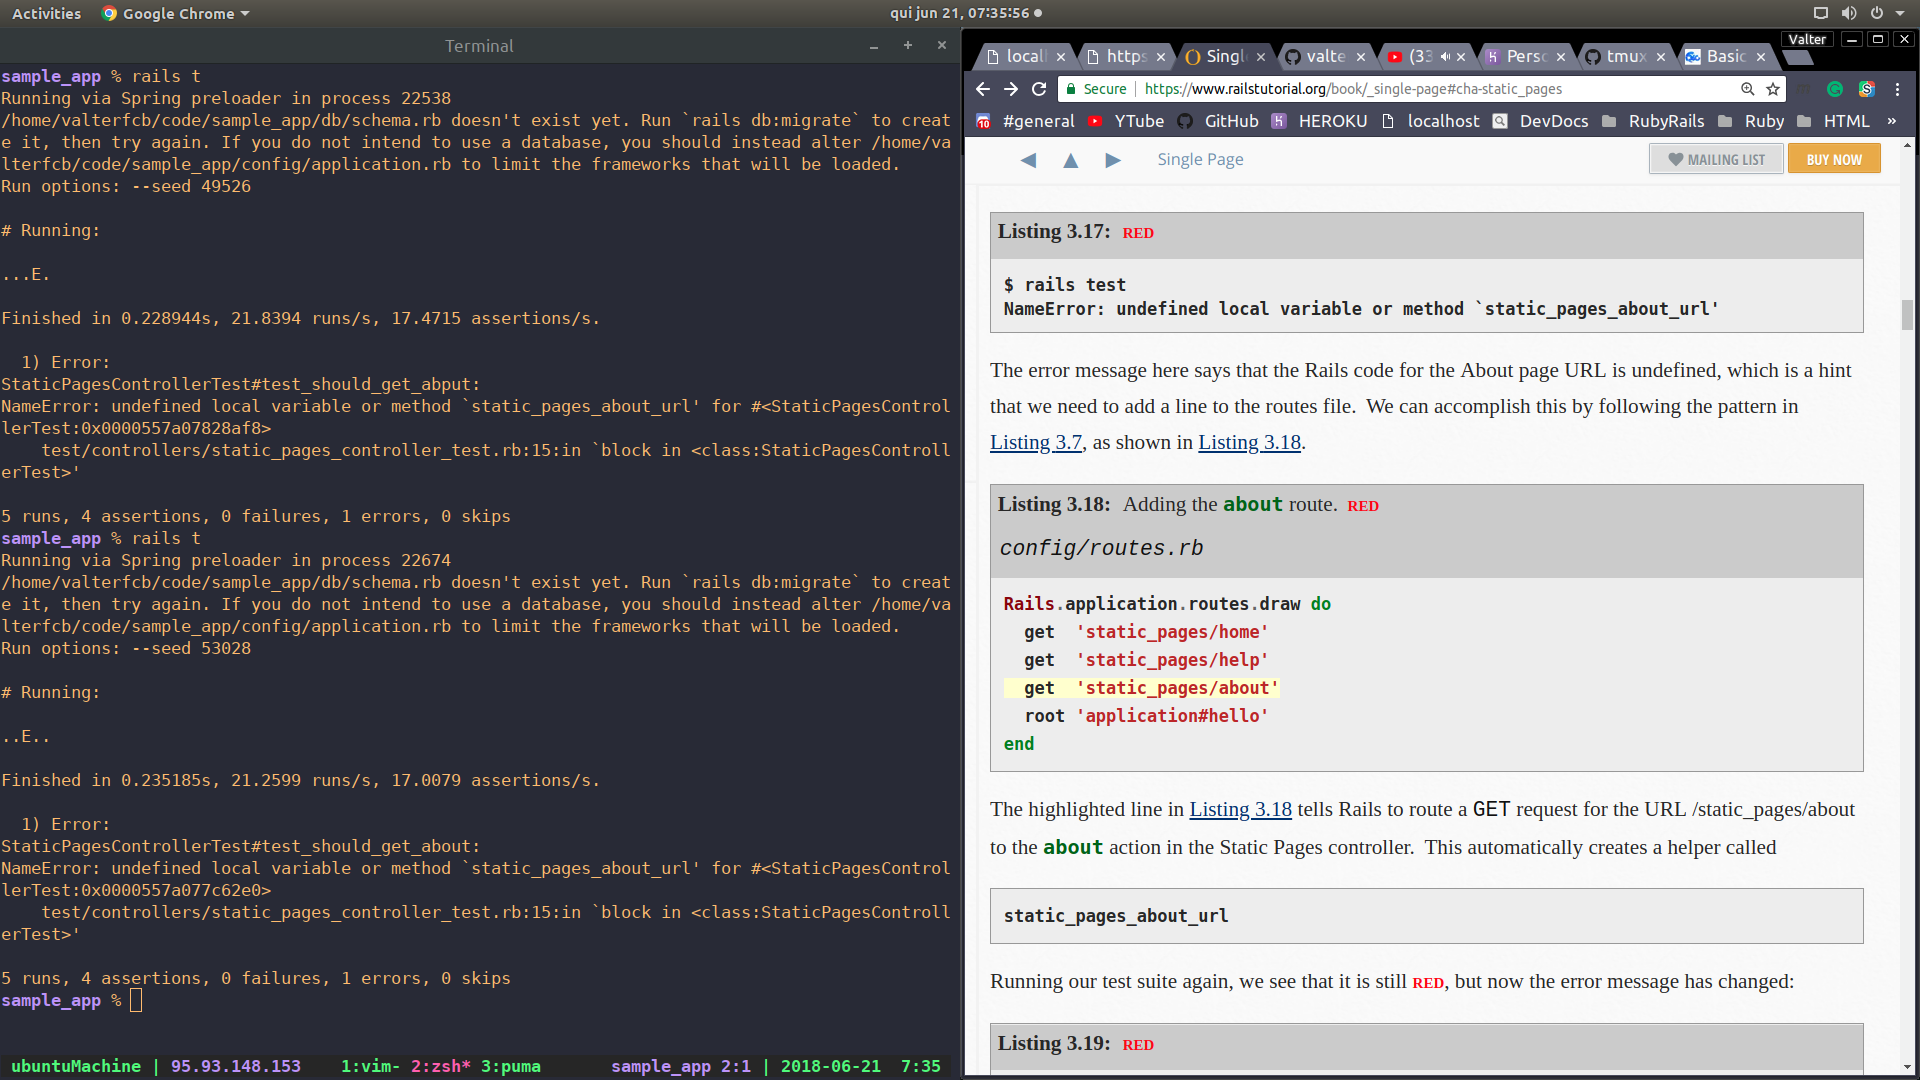 Activities
Google Chrome
qui jun 21, 07:35:56
Terminal
sample_app % rails t
Running via Spring preloader in process 22538
/home/valterfcb/code/sample_app/db/schema.rb doesn't exist yet. Run `rails db:migrate` to creat
e it, then try again. If you do not intend to use a database, you should instead alter /home/va
lterfcb/code/sample_app/config/application.rb to limit the frameworks that will be loaded.
Run options: --seed 49526
# Running:
...E.
Finished in 0.228944s, 21.8394 runs/s, 17.4715 assertions/s.
1) Error:
StaticPagesControllerTest#test_should_get_abput:
NameError: undefined local variable or method `static_pages_about_url' for #<StaticPagesControl
lerTest:0x0000557a07828af8>
test/controllers/static_pages_controller_test.rb:15:in `block in <class:StaticPagesControll
erTest>'
5 runs, 4 assertions, 0 failures, 1 errors, 0 skips
sample_app % rails t
Running via Spring preloader in process 22674
/home/valterfcb/code/sample_app/db/schema.rb doesn't exist yet. Run `rails db:migrate` to creat
e it, then try again. If you do not intend to use a database, you should instead alter /home/va
lterfcb/code/sample_app/config/application.rb to limit the frameworks that will be loaded.
Run options: --seed 53028
# Running:
..E..
Finished in 0.235185s, 21.2599 runs/s, 17.0079 assertions/s.
1) Error:
StaticPagesControllerTest#test_should_get_about:
NameError: undefined local variable or method `static_pages_about_url' for #<StaticPagesControl
lerTest:0x0000557a077c62e0>
test/controllers/static_pages_controller_test.rb:15:in `block in <class:StaticPagesControll
erTest>'
5 runs, 4 assertions, 0 failures, 1 errors, 0 skips
sample_app %
ubuntuMachine | 95.93.148.153 1:vim- 2:zsh* 3:puma sample_app 2:1 | 2018-06-21 7:35
Valter
local https Singl valte (33 Perso tmux Basic
Secure https://www.railstutorial.org/book/_single-page#cha-static_pages
10 #general YTube GitHub HEROKU localhost DevDocs RubyRails Ruby HTML »
Single Page
MAILING LIST
BUY NOW
Listing 3.17: RED
$ rails test
NameError: undefined local variable or method `static_pages_about_url'
The error message here says that the Rails code for the About page URL is undefined, which is a hint
that we need to add a line to the routes file. We can accomplish this by following the pattern in
Listing 3.7, as shown in Listing 3.18.
Listing 3.18: Adding the about route. RED
config/routes.rb
Rails.application.routes.draw do
get 'static_pages/home'
get 'static_pages/help'
get 'static_pages/about'
root 'application#hello'
end
The highlighted line in Listing 3.18 tells Rails to route a GET request for the URL /static_pages/about
to the about action in the Static Pages controller. This automatically creates a helper called
static_pages_about_url
Running our test suite again, we see that it is still RED, but now the error message has changed:
Listing 3.19: RED